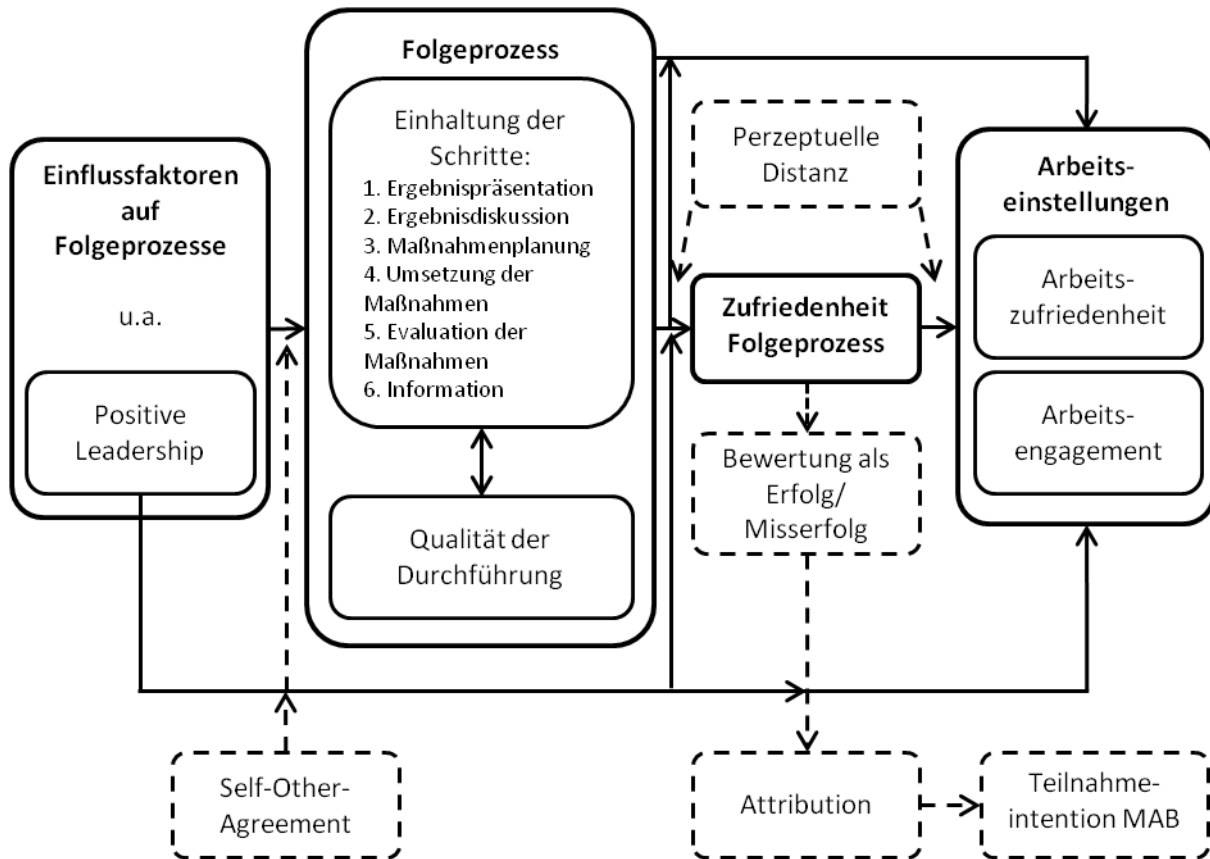 Einflussfaktoren
auf
Folgeprozesse
u.a.
Positive
Leadership
Folgeprozess
Einhaltung der
Schritte:
1. Ergebnispräsentation
2. Ergebnisdiskussion
3. Maßnahmenplanung
4. Umsetzung der
Maßnahmen
5. Evaluation der
Maßnahmen
6. Information
Qualität der
Durchführung
Perzeptuelle
Distanz
Zufriedenheit
Folgeprozess
Bewertung als
Erfolg/
Misserfolg
Arbeits-
einstellungen
Arbeits-
zufriedenheit
Arbeits-
engagement
Self-Other-
Agreement
Attribution
Teilnahme-
intention MAB